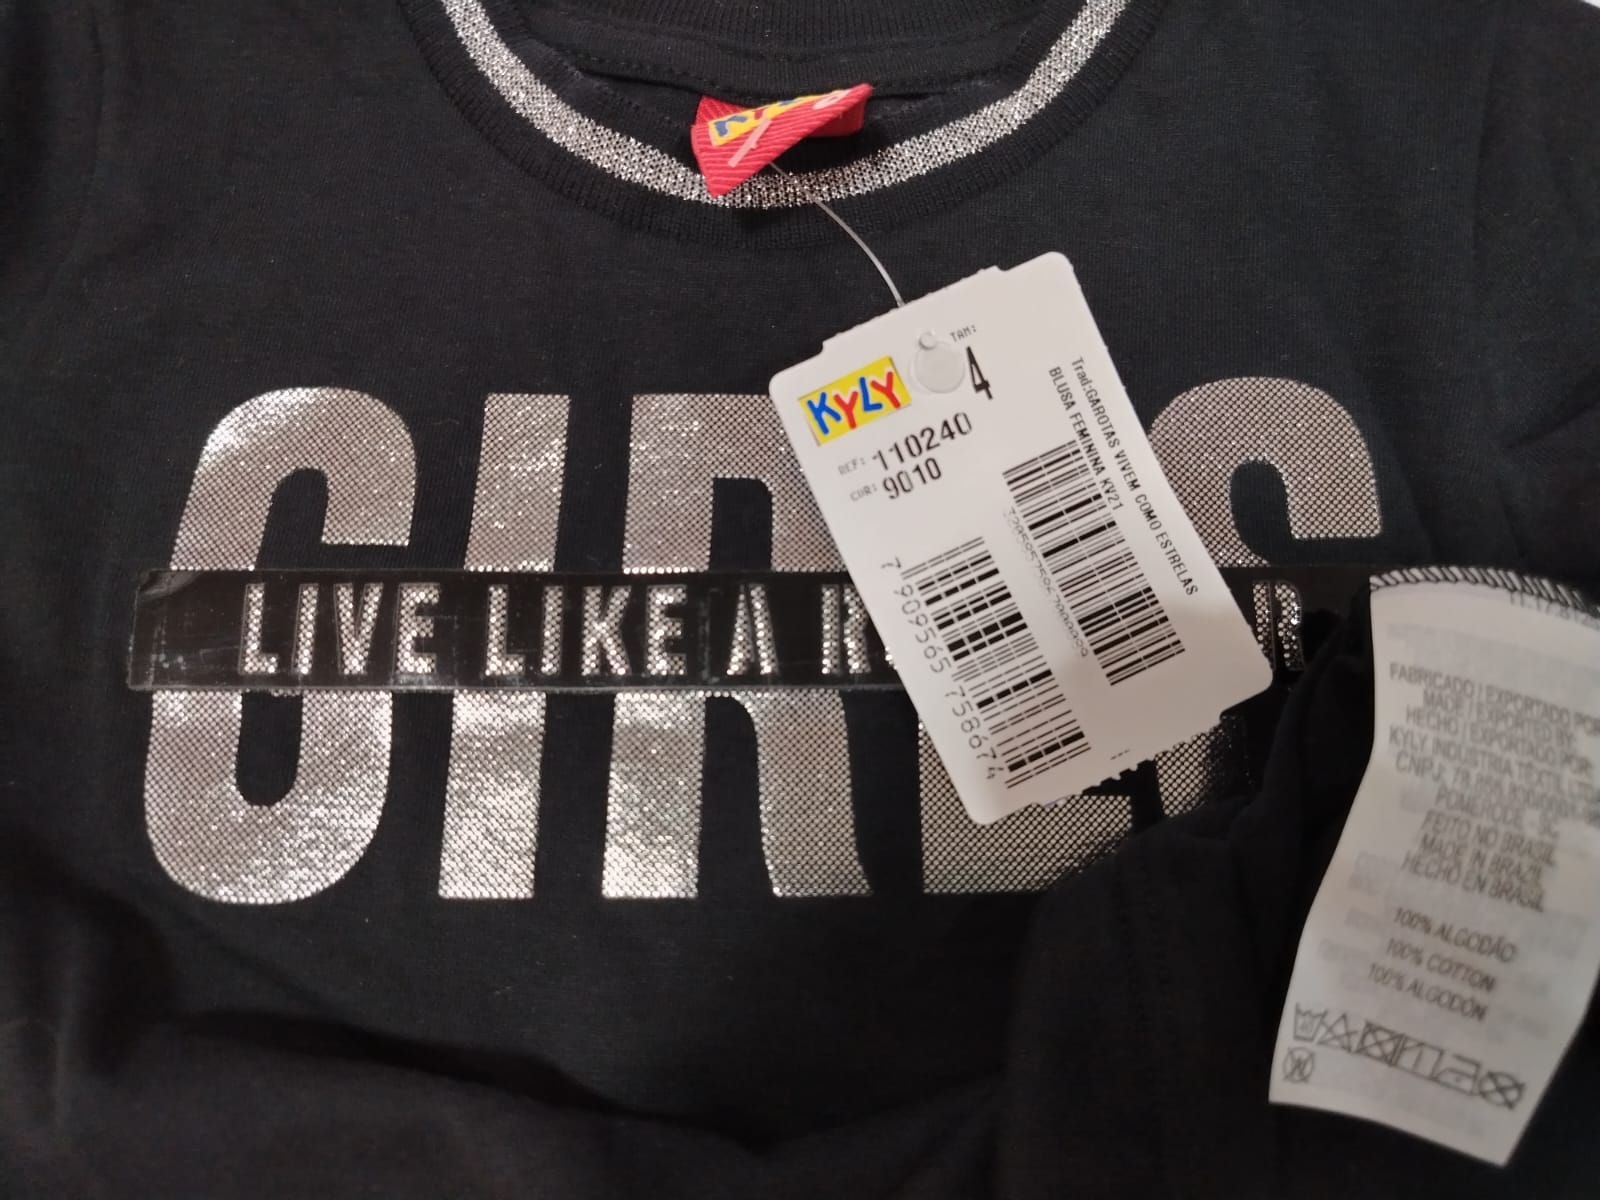 KYLY
KYLY
TAM:
4
REF: 110240
COR: 9010
Trad:GAROTAS VIVEM COMO ESTRELAS
BLUSA FEMININA KV21
7 909565 758674
GIRLS
LIVE LIKE A
FABRICADO | EXPORTADO POR
MADE | EXPORTED BY:
HECHO | EXPORTADO POR:
KYLY INDUSTRIA TEXTIL
CNPJ:
POMERODE - SC
FEITO NO BRASIL
MADE IN BRAZIL
HECHO EN BRASIL
100% ALGODÃO
100% COTTON
100% ALGODÓN